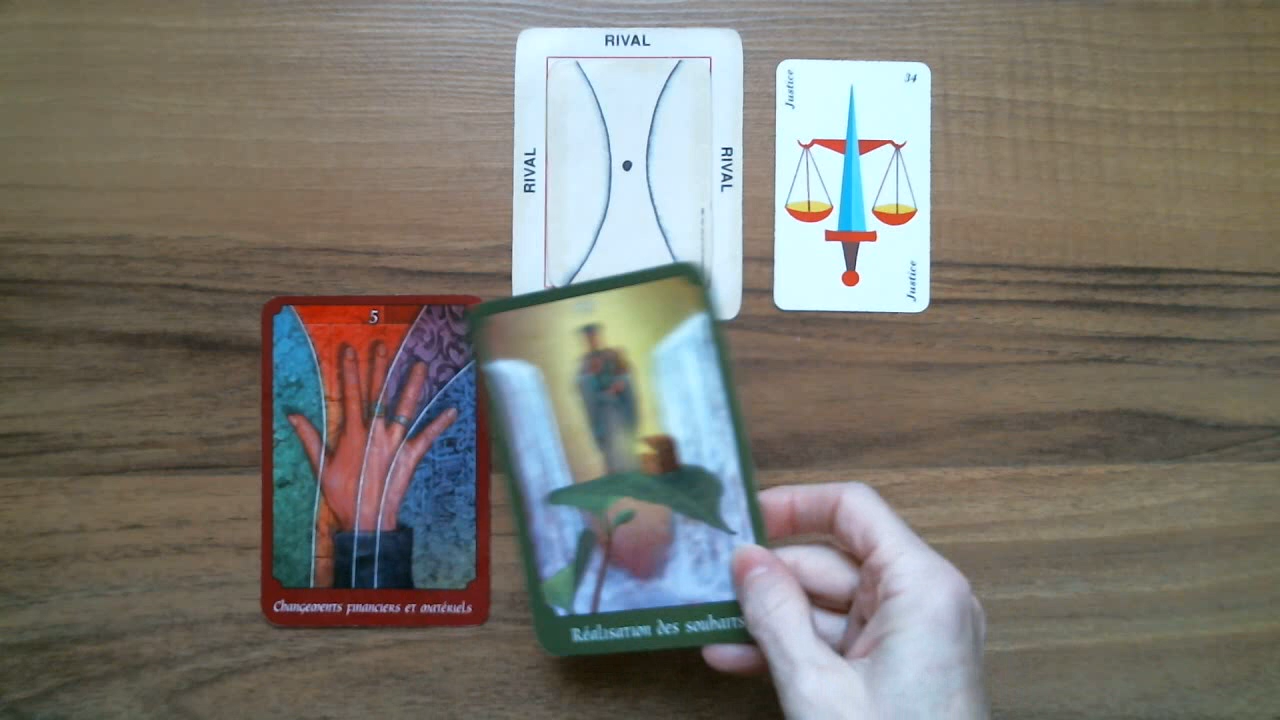 RIVAL
RIVAL
RIVAL
Justice
34
Justice
5
Changements financiers et matériels
Réalisation des souhaits